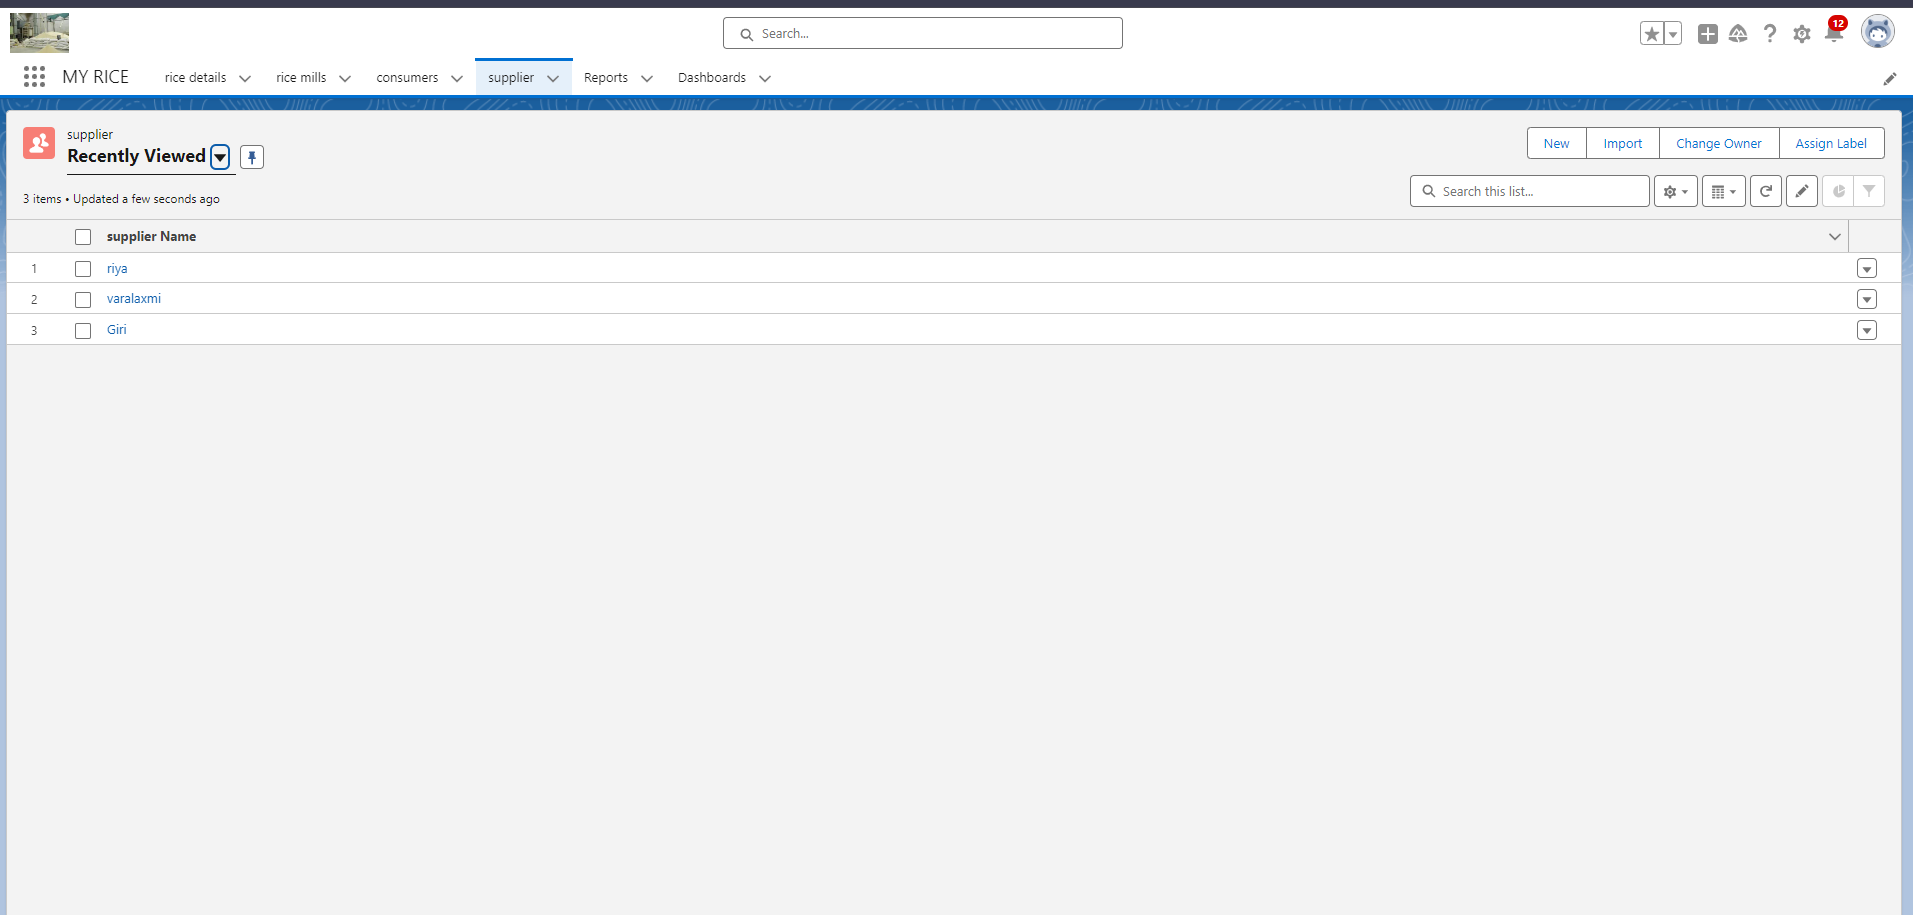 Search...
12
MY RICE
rice details
rice mills
consumers
supplier
Reports
Dashboards
supplier
Recently Viewed
New
Import
Change Owner
Assign Label
3 items • Updated a few seconds ago
Search this list...
supplier Name
1 riya
2 varalaxmi
3 Giri